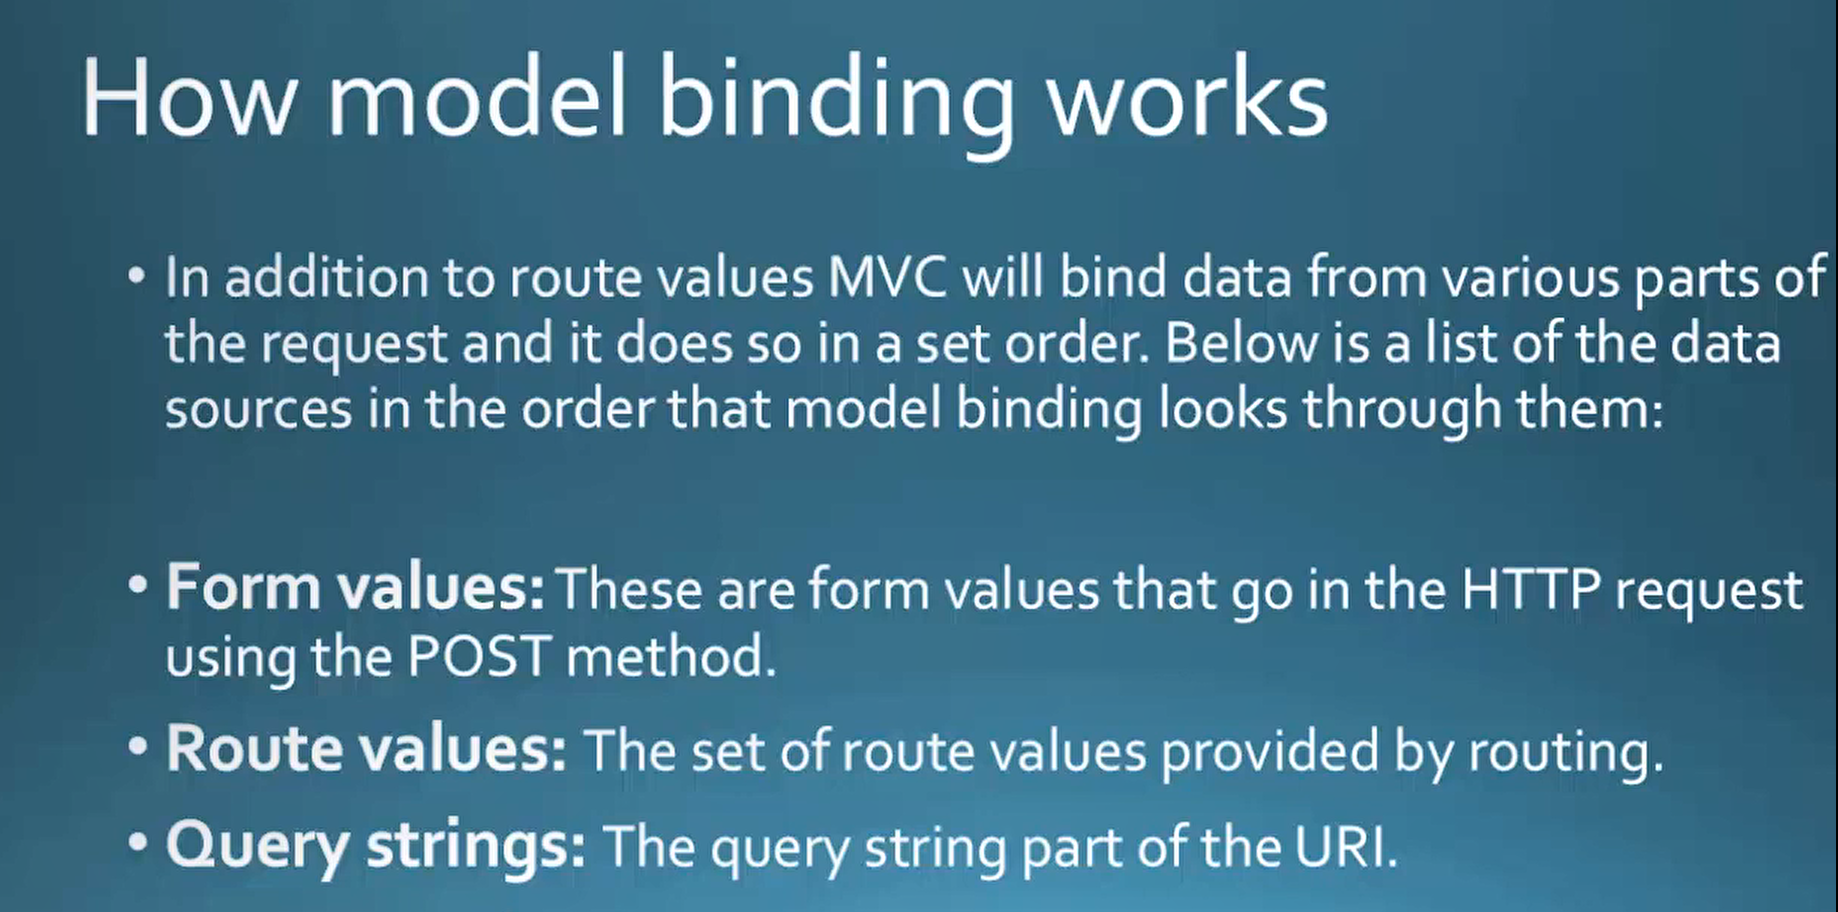 How model binding works
• In addition to route values MVC will bind data from various parts of
the request and it does so in a set order. Below is a list of the data
sources in the order that model binding looks through them:
• Form values: These are form values that go in the HTTP request
using the POST method.
• Route values: The set of route values provided by routing.
• Query strings: The query string part of the URI.